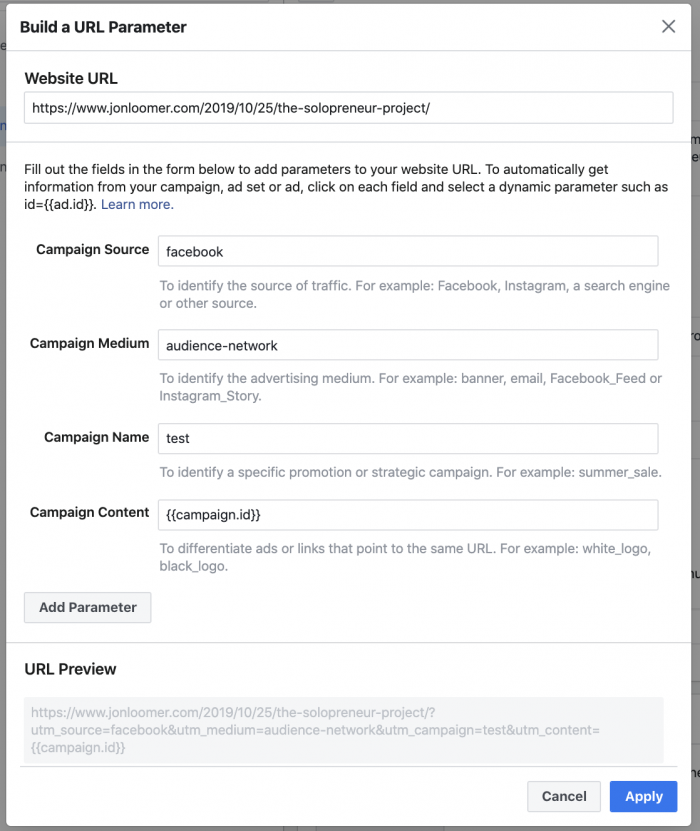 Build a URL Parameter
Website URL
https://www.jonloomer.com/2019/10/25/the-solopreneur-project/
Fill out the fields in the form below to add parameters to your website URL. To automatically get
information from your campaign, ad set or ad, click on each field and select a dynamic parameter such as
id={{ad.id}}. Learn more.
Campaign Source
facebook
To identify the source of traffic. For example: Facebook, Instagram, a search engine
or other source.
Campaign Medium
audience-network
To identify the advertising medium. For example: banner, email, Facebook_Feed or
Instagram_Story.
Campaign Name
test
To identify a specific promotion or strategic campaign. For example: summer_sale.
Campaign Content
{{campaign.id}}
To differentiate ads or links that point to the same URL. For example: white_logo,
black_logo.
Add Parameter
URL Preview
https://www.jonloomer.com/2019/10/25/the-solopreneur-project/?
utm_source=facebook&utm_medium=audience-network&utm_campaign=test&utm_content=
{{campaign.id}}
Cancel
Apply